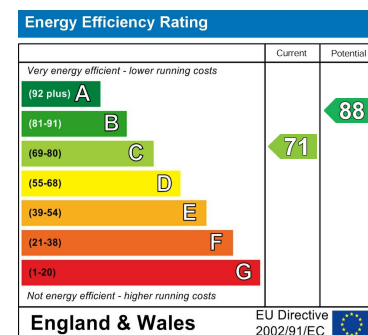 Energy Efficiency Rating
Current Potential
Very energy efficient - lower running costs
(92 plus) A
(81-91) B
88
(69-80) C
71
(55-68) D
(39-54) E
(21-38) F
(1-20) G
Not energy efficient - higher running costs
England & Wales
EU Directive
2002/91/EC